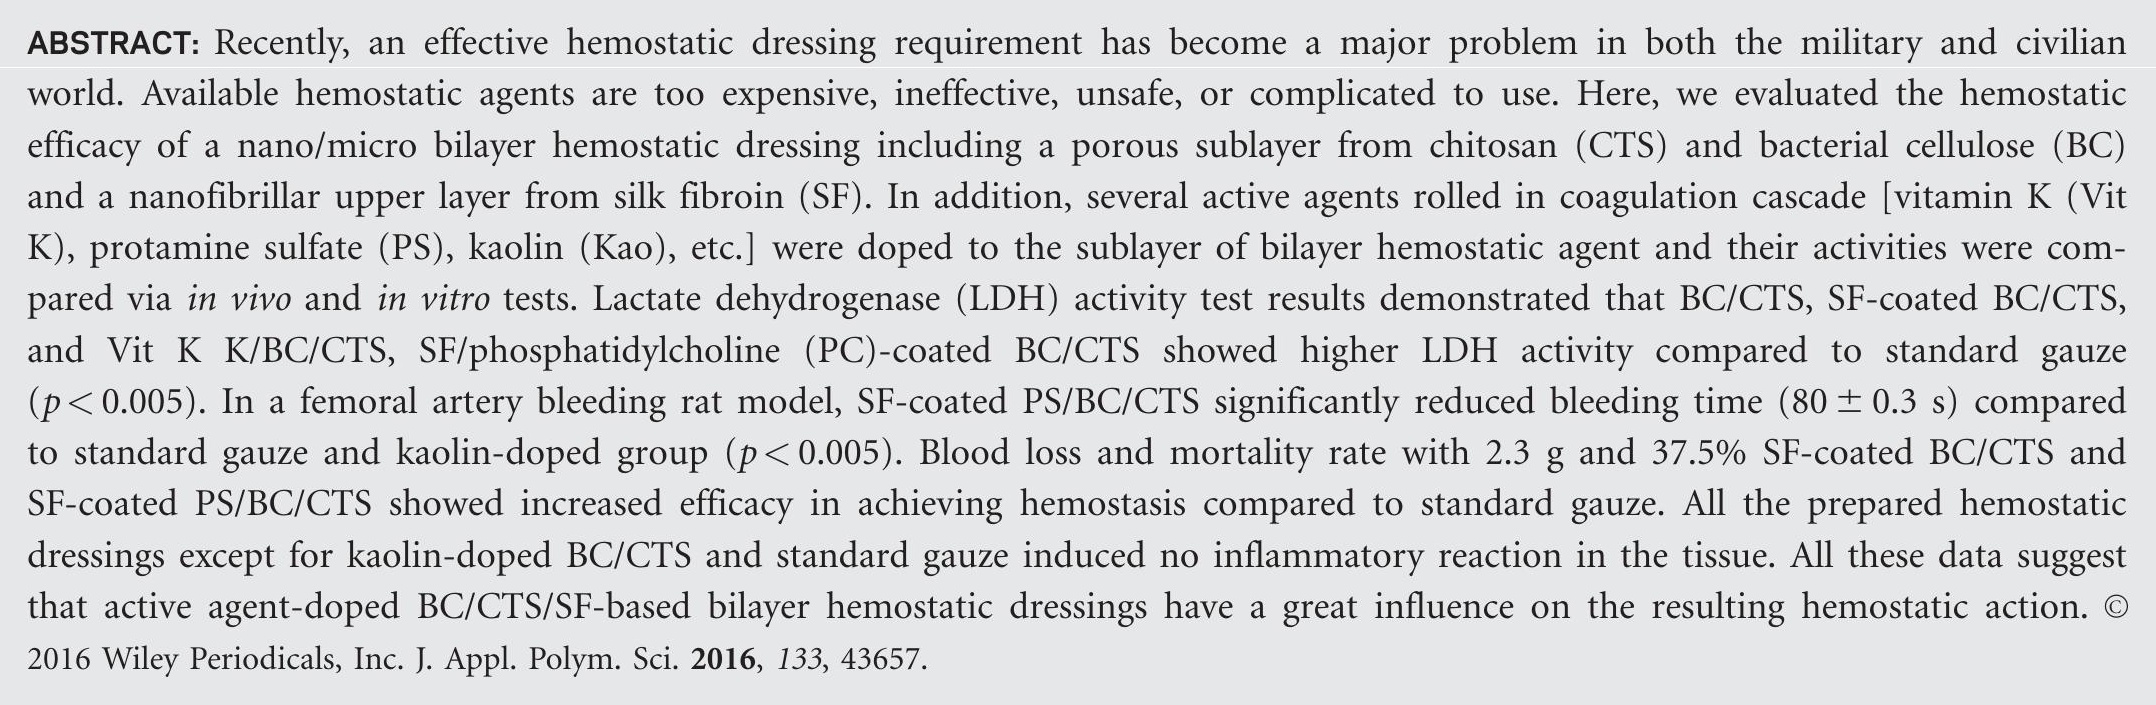 ABSTRACT: Recently, an effective hemostatic dressing requirement has become a major problem in both the military and civilian
world. Available hemostatic agents are too expensive, ineffective, unsafe, or complicated to use. Here, we evaluated the hemostatic
efficacy of a nano/micro bilayer hemostatic dressing including a porous sublayer from chitosan (CTS) and bacterial cellulose (BC)
and a nanofibrillar upper layer from silk fibroin (SF). In addition, several active agents rolled in coagulation cascade [vitamin K (Vit
K), protamine sulfate (PS), kaolin (Kao), etc.] were doped to the sublayer of bilayer hemostatic agent and their activities were com-
pared via in vivo and in vitro tests. Lactate dehydrogenase (LDH) activity test results demonstrated that BC/CTS, SF-coated BC/CTS,
and Vit K K/BC/CTS, SF/phosphatidylcholine (PC)-coated BC/CTS showed higher LDH activity compared to standard gauze
(p < 0.005). In a femoral artery bleeding rat model, SF-coated PS/BC/CTS significantly reduced bleeding time (80 ± 0.3 s) compared
to standard gauze and kaolin-doped group (p < 0.005). Blood loss and mortality rate with 2.3 g and 37.5% SF-coated BC/CTS and
SF-coated PS/BC/CTS showed increased efficacy in achieving hemostasis compared to standard gauze. All the prepared hemostatic
dressings except for kaolin-doped BC/CTS and standard gauze induced no inflammatory reaction in the tissue. All these data suggest
that active agent-doped BC/CTS/SF-based bilayer hemostatic dressings have a great influence on the resulting hemostatic action. ©
2016 Wiley Periodicals, Inc. J. Appl. Polym. Sci. 2016, 133, 43657.